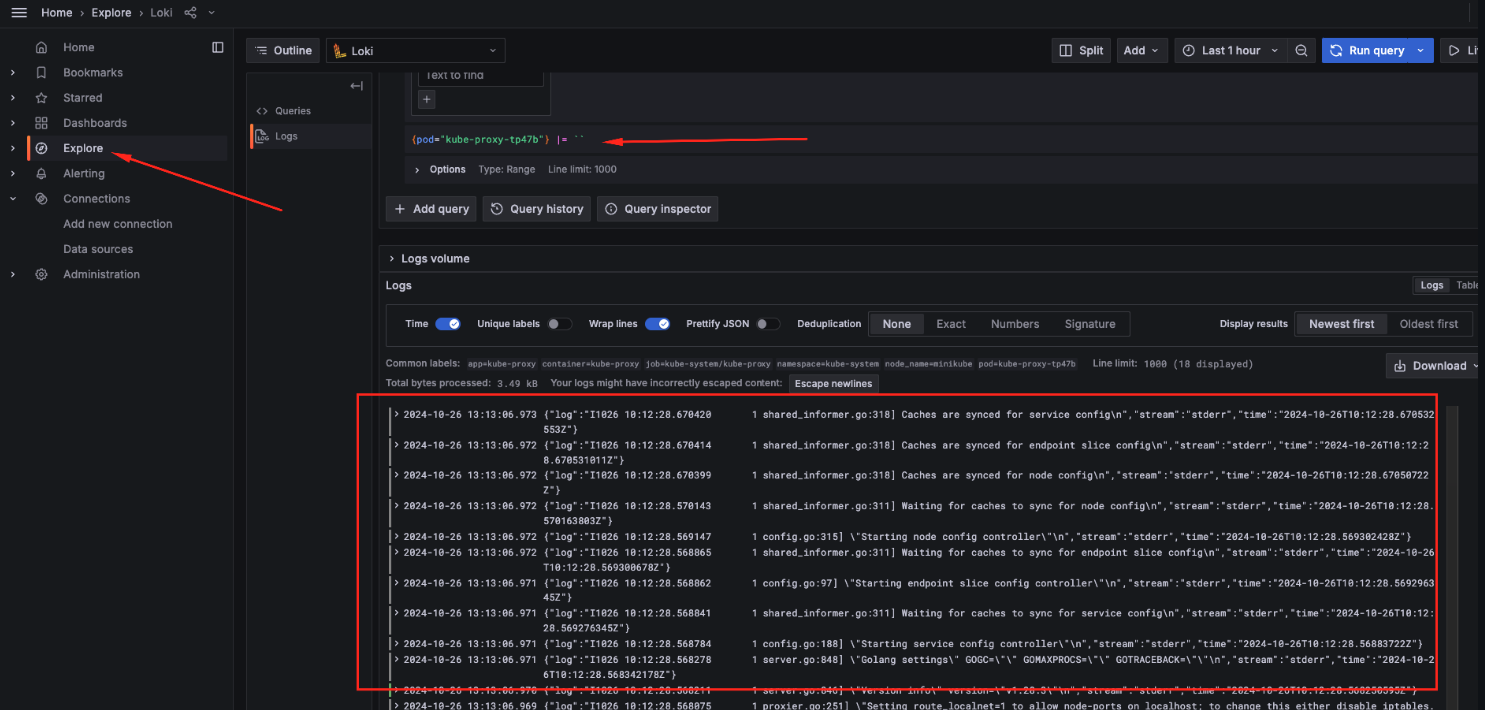 Home › Explore › Loki
Home
Bookmarks
Starred
Dashboards
Explore
Alerting
Connections
Add new connection
Data sources
Administration
Outline
Loki
Split
Add
Last 1 hour
Run query
Queries
Logs
Text to find
+
{pod="kube-proxy-tp47b"} |= ``
Options Type: Range Line limit: 1000
+ Add query
Query history
Query inspector
Logs volume
Logs
Logs
Table
Time
Unique labels
Wrap lines
Prettify JSON
Deduplication None Exact Numbers Signature
Display results Newest first Oldest first
Common labels: app=kube-proxy container=kube-proxy job=kube-system/kube-proxy namespace=kube-system node_name=minikube pod=kube-proxy-tp47b Line limit: 1000 (18 displayed)
Download
Total bytes processed: 3.49 kB Your logs might have incorrectly escaped content: Escape newlines
2024-10-26 13:13:06.973 {"log":"I1026 10:12:28.670420 1 shared_informer.go:318] Caches are synced for service config\n","stream":"stderr","time":"2024-10-26T10:12:28.670532
553Z"}
2024-10-26 13:13:06.972 {"log":"I1026 10:12:28.670414 1 shared_informer.go:318] Caches are synced for endpoint slice config\n","stream":"stderr","time":"2024-10-26T10:12:2
8.670531011Z"}
2024-10-26 13:13:06.972 {"log":"I1026 10:12:28.670399 1 shared_informer.go:318] Caches are synced for node config\n","stream":"stderr","time":"2024-10-26T10:12:28.67050722
Z"}
2024-10-26 13:13:06.972 {"log":"I1026 10:12:28.570143 1 shared_informer.go:311] Waiting for caches to sync for node config\n","stream":"stderr","time":"2024-10-26T10:12:28.
570163803Z"}
2024-10-26 13:13:06.972 {"log":"I1026 10:12:28.569147 1 config.go:315] \"Starting node config controller\"\n","stream":"stderr","time":"2024-10-26T10:12:28.569302428Z"}
2024-10-26 13:13:06.972 {"log":"I1026 10:12:28.568865 1 shared_informer.go:311] Waiting for caches to sync for endpoint slice config\n","stream":"stderr","time":"2024-10-26
T10:12:28.569300678Z"}
2024-10-26 13:13:06.971 {"log":"I1026 10:12:28.568862 1 config.go:97] \"Starting endpoint slice config controller\"\n","stream":"stderr","time":"2024-10-26T10:12:28.5692963
45Z"}
2024-10-26 13:13:06.971 {"log":"I1026 10:12:28.568841 1 shared_informer.go:311] Waiting for caches to sync for service config\n","stream":"stderr","time":"2024-10-26T10:12:
28.569276345Z"}
2024-10-26 13:13:06.971 {"log":"I1026 10:12:28.568784 1 config.go:188] \"Starting service config controller\"\n","stream":"stderr","time":"2024-10-26T10:12:28.56883722Z"}
2024-10-26 13:13:06.971 {"log":"I1026 10:12:28.568278 1 server.go:848] \"Golang settings\" GOGC=\"\" GOMAXPROCS=\"\" GOTRACEBACK=\"\"\n","stream":"stderr","time":"2024-10-2
6T10:12:28.568342178Z"}
2024-10-26 13:13:06.970 {"log":"I1026 10:12:28.568211 1 server.go:846] \"Version info\" version=\"v1.28.3\"\n","stream":"stderr","time":"2024-10-26T10:12:
2024-10-26 13:13:06.969 {"log":"I1026 10:12:28.568075 1 proxier.go:251] \"Setting route_localnet=1 to allow node-ports on localhost; to change this either disable iptables.